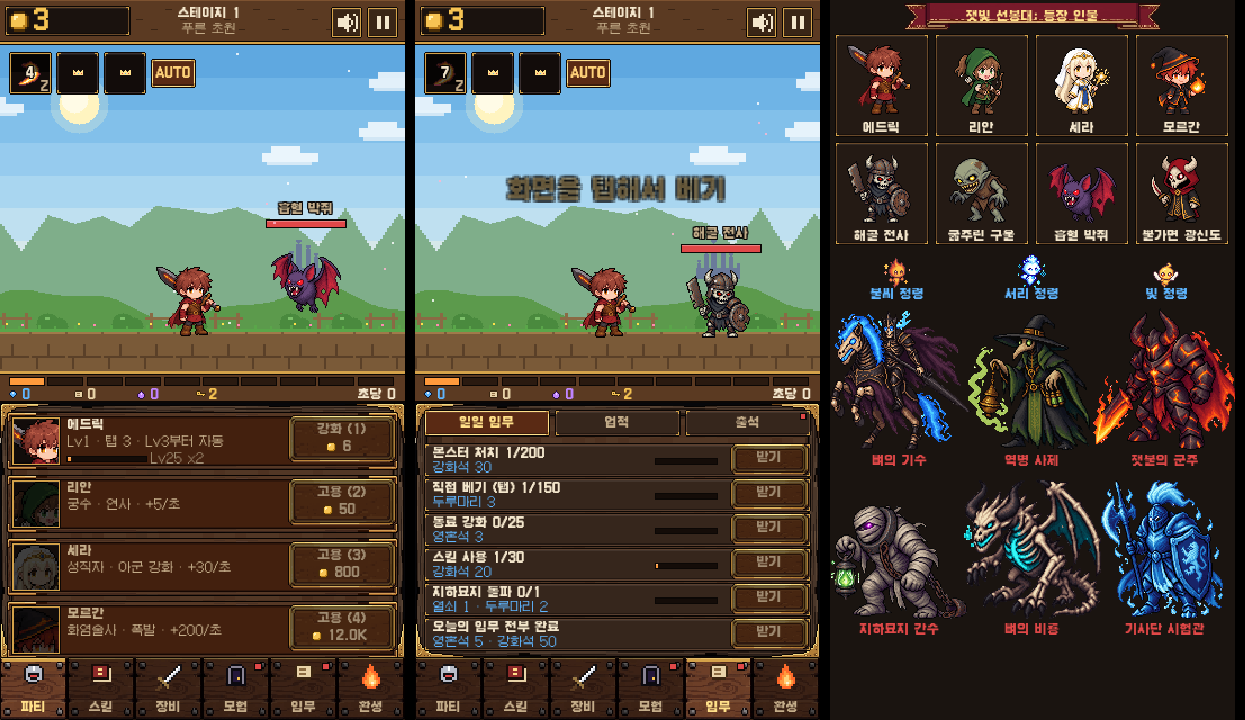 3
스테이지 1
푸른 초원
4
Z
AUTO
흡혈 박쥐
0
0
0
2
초당 0
에드릭
Lv1 · 탭 3 · Lv3부터 자동
Lv25 x2
강화 (1)
6
리안
궁수 · 연사 · +5/초
고용 (2)
50
세라
성직자 · 아군 강화 · +30/초
고용 (3)
800
모르간
화염술사 · 폭발 · +200/초
고용 (4)
12.0K
파티
스킬
장비
모험
임무
환생
3
스테이지 1
푸른 초원
7
Z
AUTO
화면을 탭해서 베기
해골 전사
0
0
0
2
초당 0
일일 임무
업적
출석
몬스터 처치 1/200
강화석 30
받기
직접 베기 (탭) 1/150
두루마리 3
받기
동료 강화 0/25
영혼석 3
받기
스킬 사용 1/30
강화석 20
받기
지하묘지 돌파 0/1
열쇠 1 · 두루마리 2
받기
오늘의 임무 전부 완료
영혼석 5 · 강화석 50
받기
파티
스킬
장비
모험
임무
환생
잿빛 선봉대: 등장 인물
에드릭
리안
세라
모르간
해골 전사
굶주린 구울
흡혈 박쥐
불가면 광신도
불씨 정령
서리 정령
빛 정령
뼈의 기수
역병 사제
잿불의 군주
지하묘지 간수
뼈의 비룡
기사단 시험관